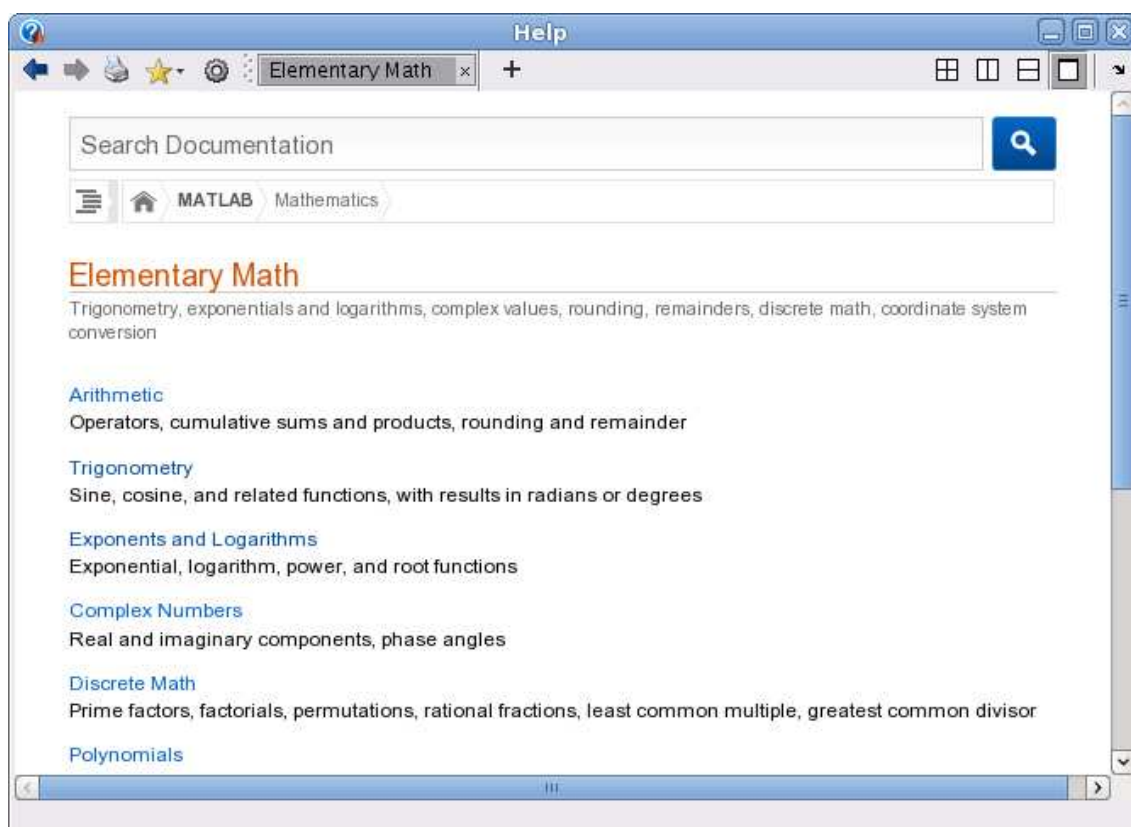 Help
Elementary Math
Search Documentation
MATLAB Mathematics
Elementary Math
Trigonometry, exponentials and logarithms, complex values, rounding, remainders, discrete math, coordinate system
conversion
Arithmetic
Operators, cumulative sums and products, rounding and remainder
Trigonometry
Sine, cosine, and related functions, with results in radians or degrees
Exponents and Logarithms
Exponential, logarithm, power, and root functions
Complex Numbers
Real and imaginary components, phase angles
Discrete Math
Prime factors, factorials, permutations, rational fractions, least common multiple, greatest common divisor
Polynomials